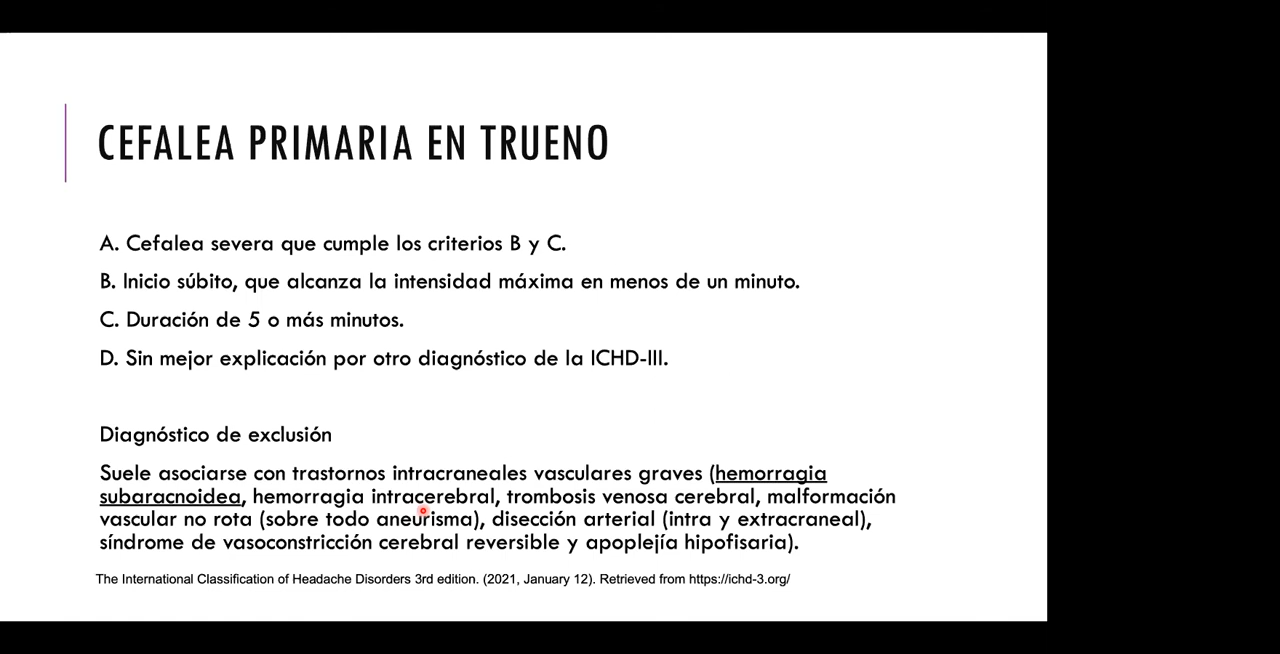 CEFALEA PRIMARIA EN TRUENO
A. Cefalea severa que cumple los criterios B y C.
B. Inicio súbito, que alcanza la intensidad máxima en menos de un minuto.
C. Duración de 5 o más minutos.
D. Sin mejor explicación por otro diagnóstico de la ICHD-III.
Diagnóstico de exclusión
Suele asociarse con trastornos intracraneales vasculares graves (hemorragia
subaracnoidea, hemorragia intracerebral, trombosis venosa cerebral, malformación
vascular no rota (sobre todo aneurisma), disección arterial (intra y extracraneal),
síndrome de vasoconstricción cerebral reversible y apoplejía hipofisaria).
The International Classification of Headache Disorders 3rd edition. (2021, January 12). Retrieved from https://ichd-3.org/